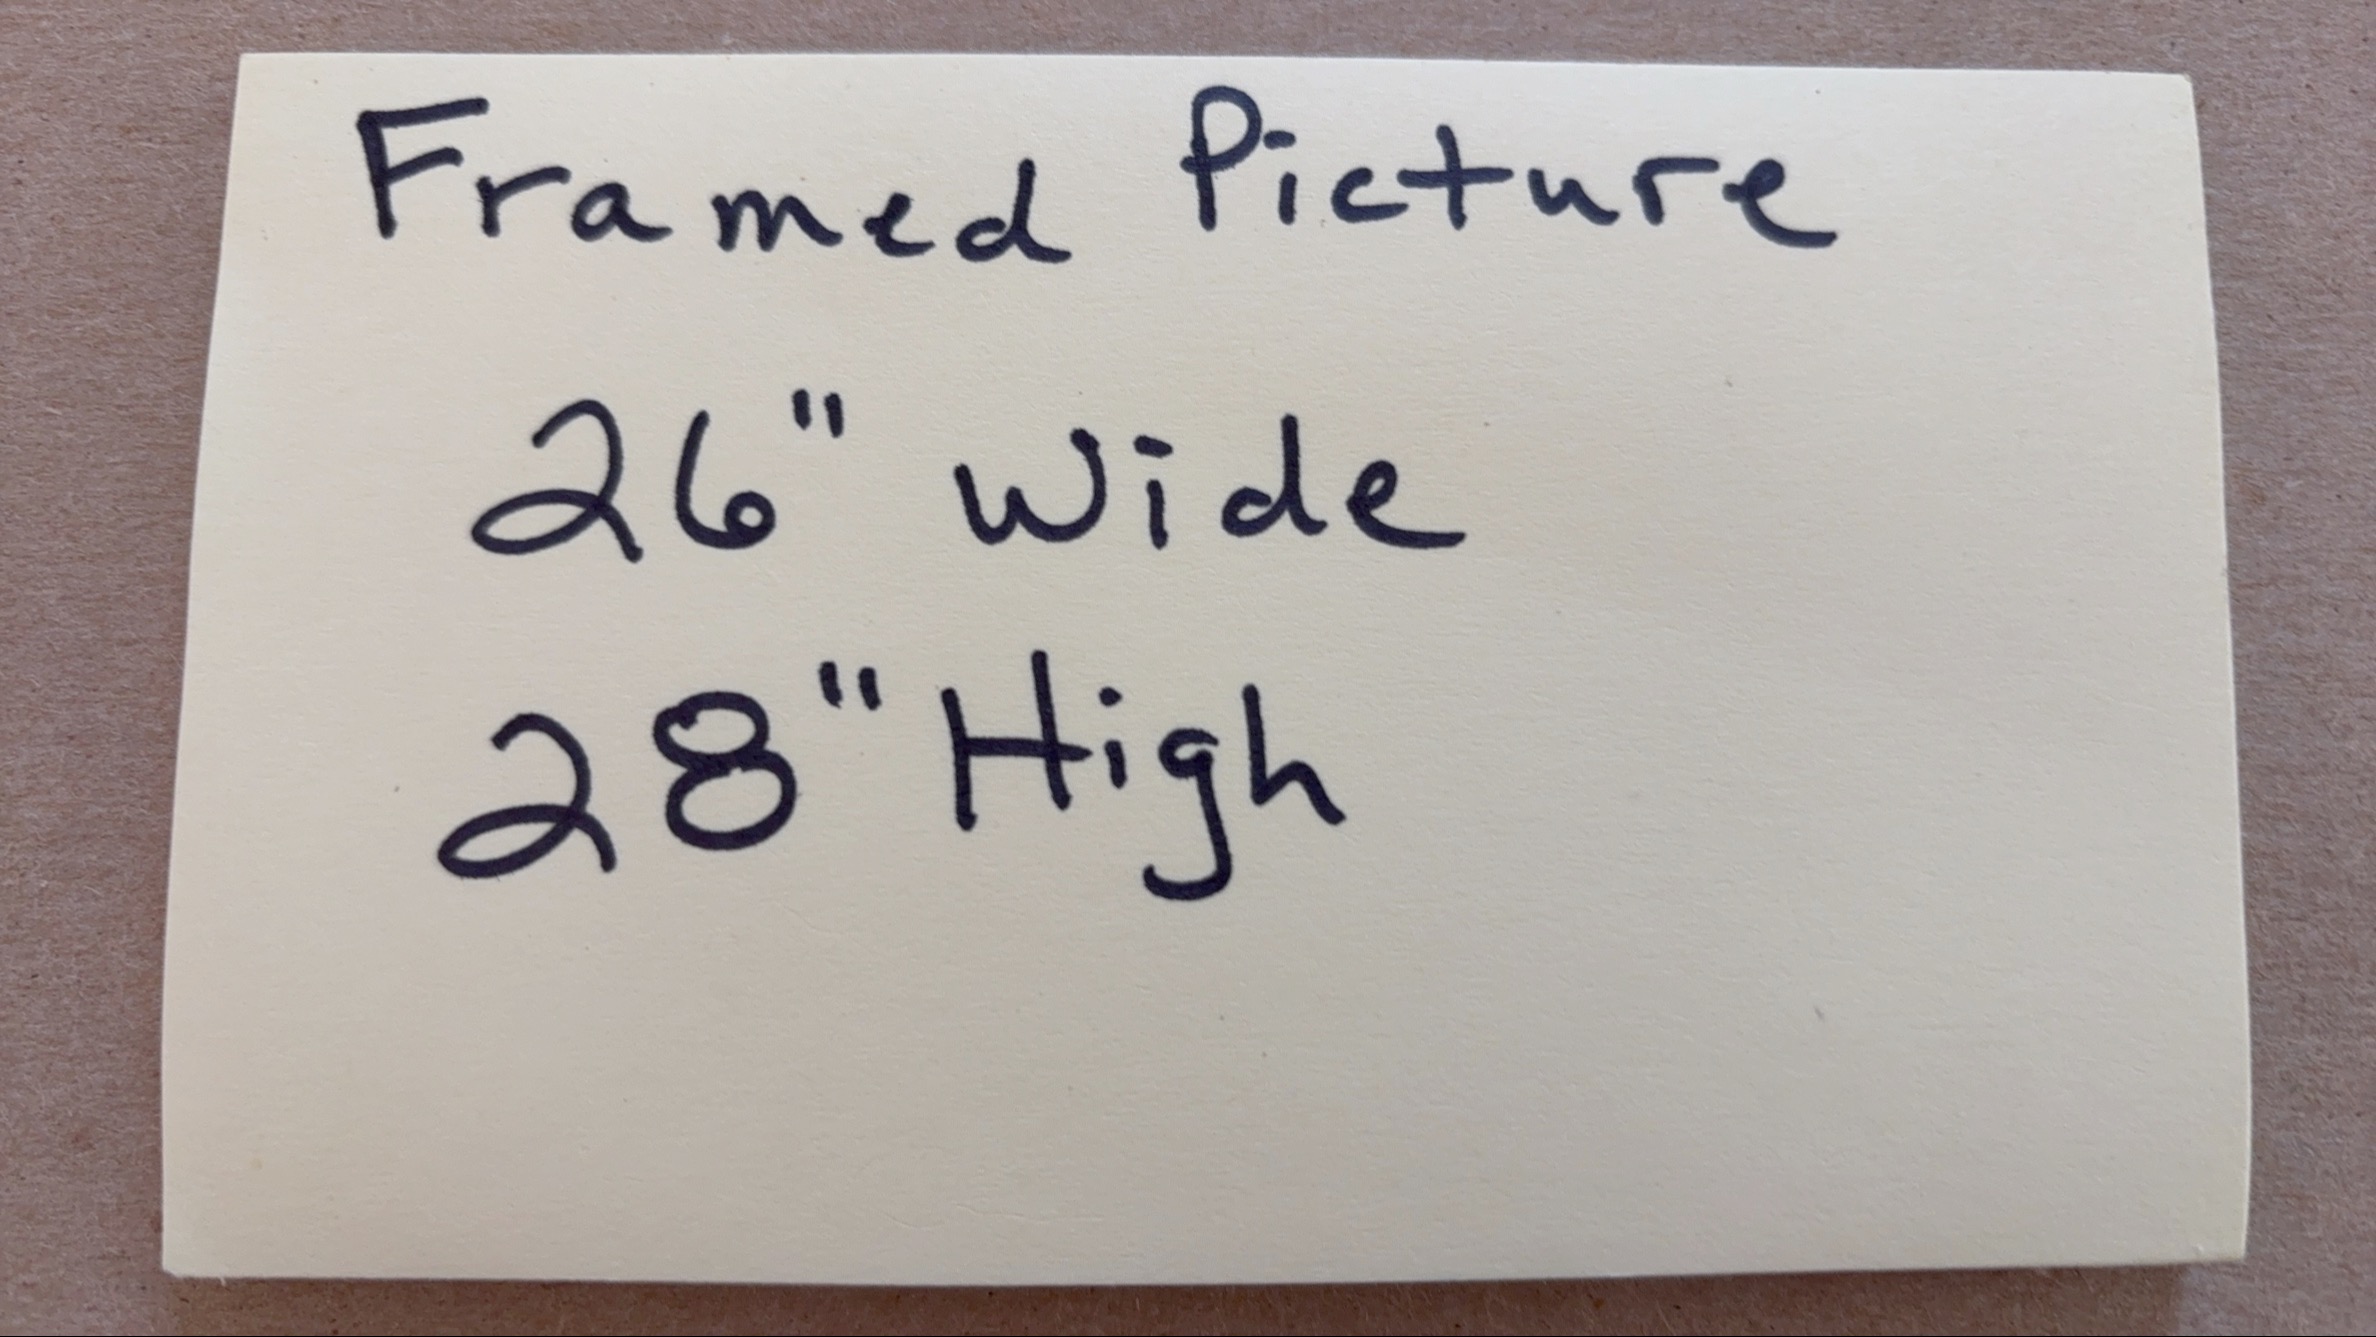 Framed Picture
26" Wide
28" High